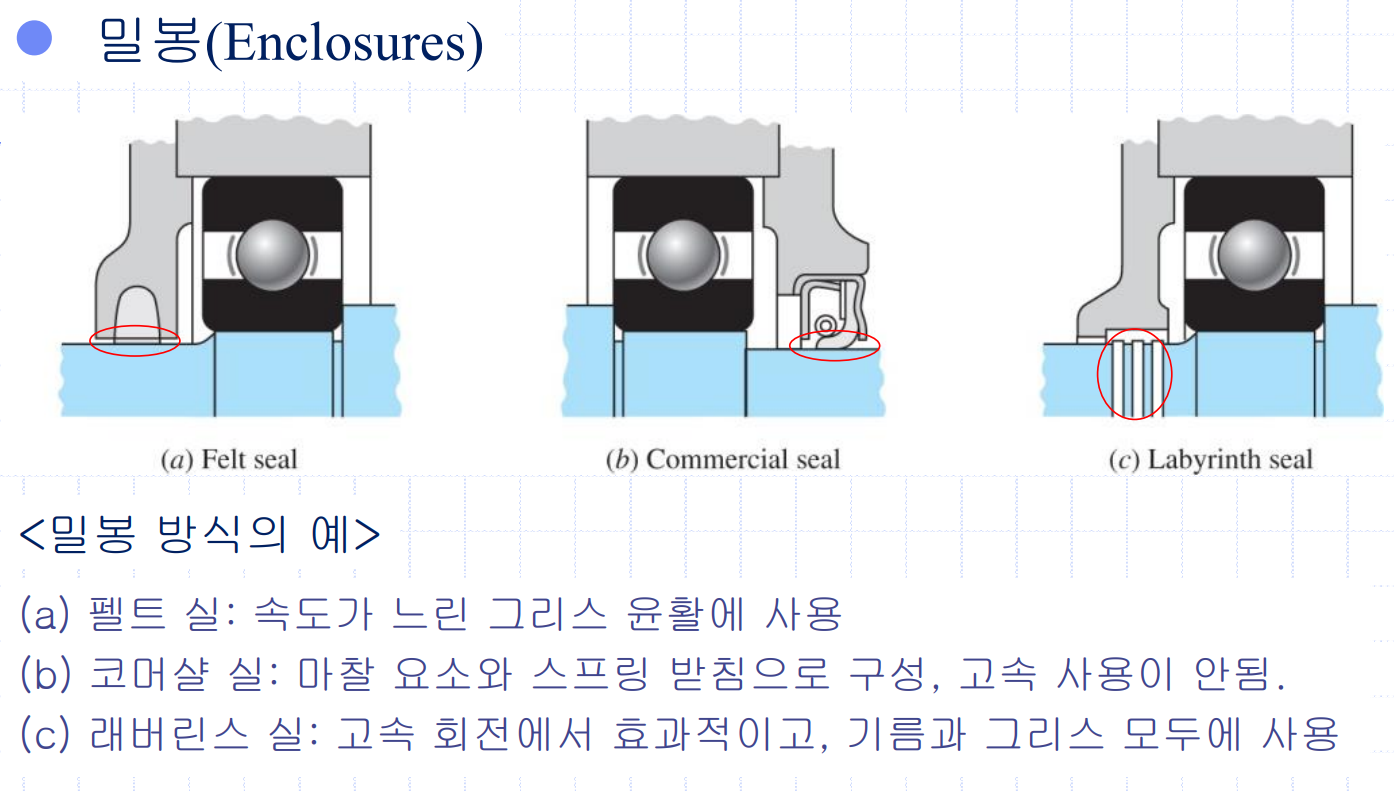 밀봉(Enclosures)
(a) Felt seal
(b) Commercial seal
(c) Labyrinth seal
<밀봉 방식의 예>
(a) 펠트 실: 속도가 느린 그리스 윤활에 사용
(b) 코머샬 실: 마찰 요소와 스프링 받침으로 구성, 고속 사용이 안됨.
(c) 래버린스 실: 고속 회전에서 효과적이고, 기름과 그리스 모두에 사용